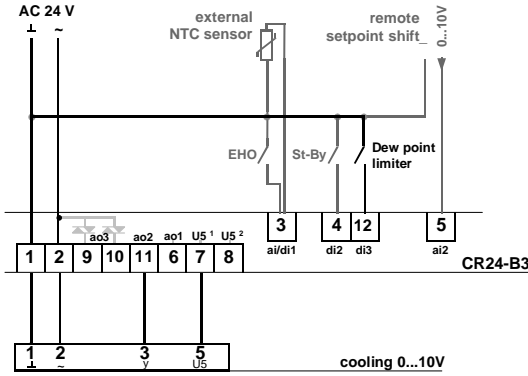 AC 24 V
⊥ ~
external
NTC sensor
remote
setpoint shift_
0...10V
EHO
St-By
Dew point
limiter
3 4 12 5
ai/di1 di2 di3 ai2
ao3 ao2 ao1 U5 1 U5 2
1 2 9 10 11 6 7 8
CR24-B3
1 2 3 5
⊥ ~ y U5
cooling 0...10V